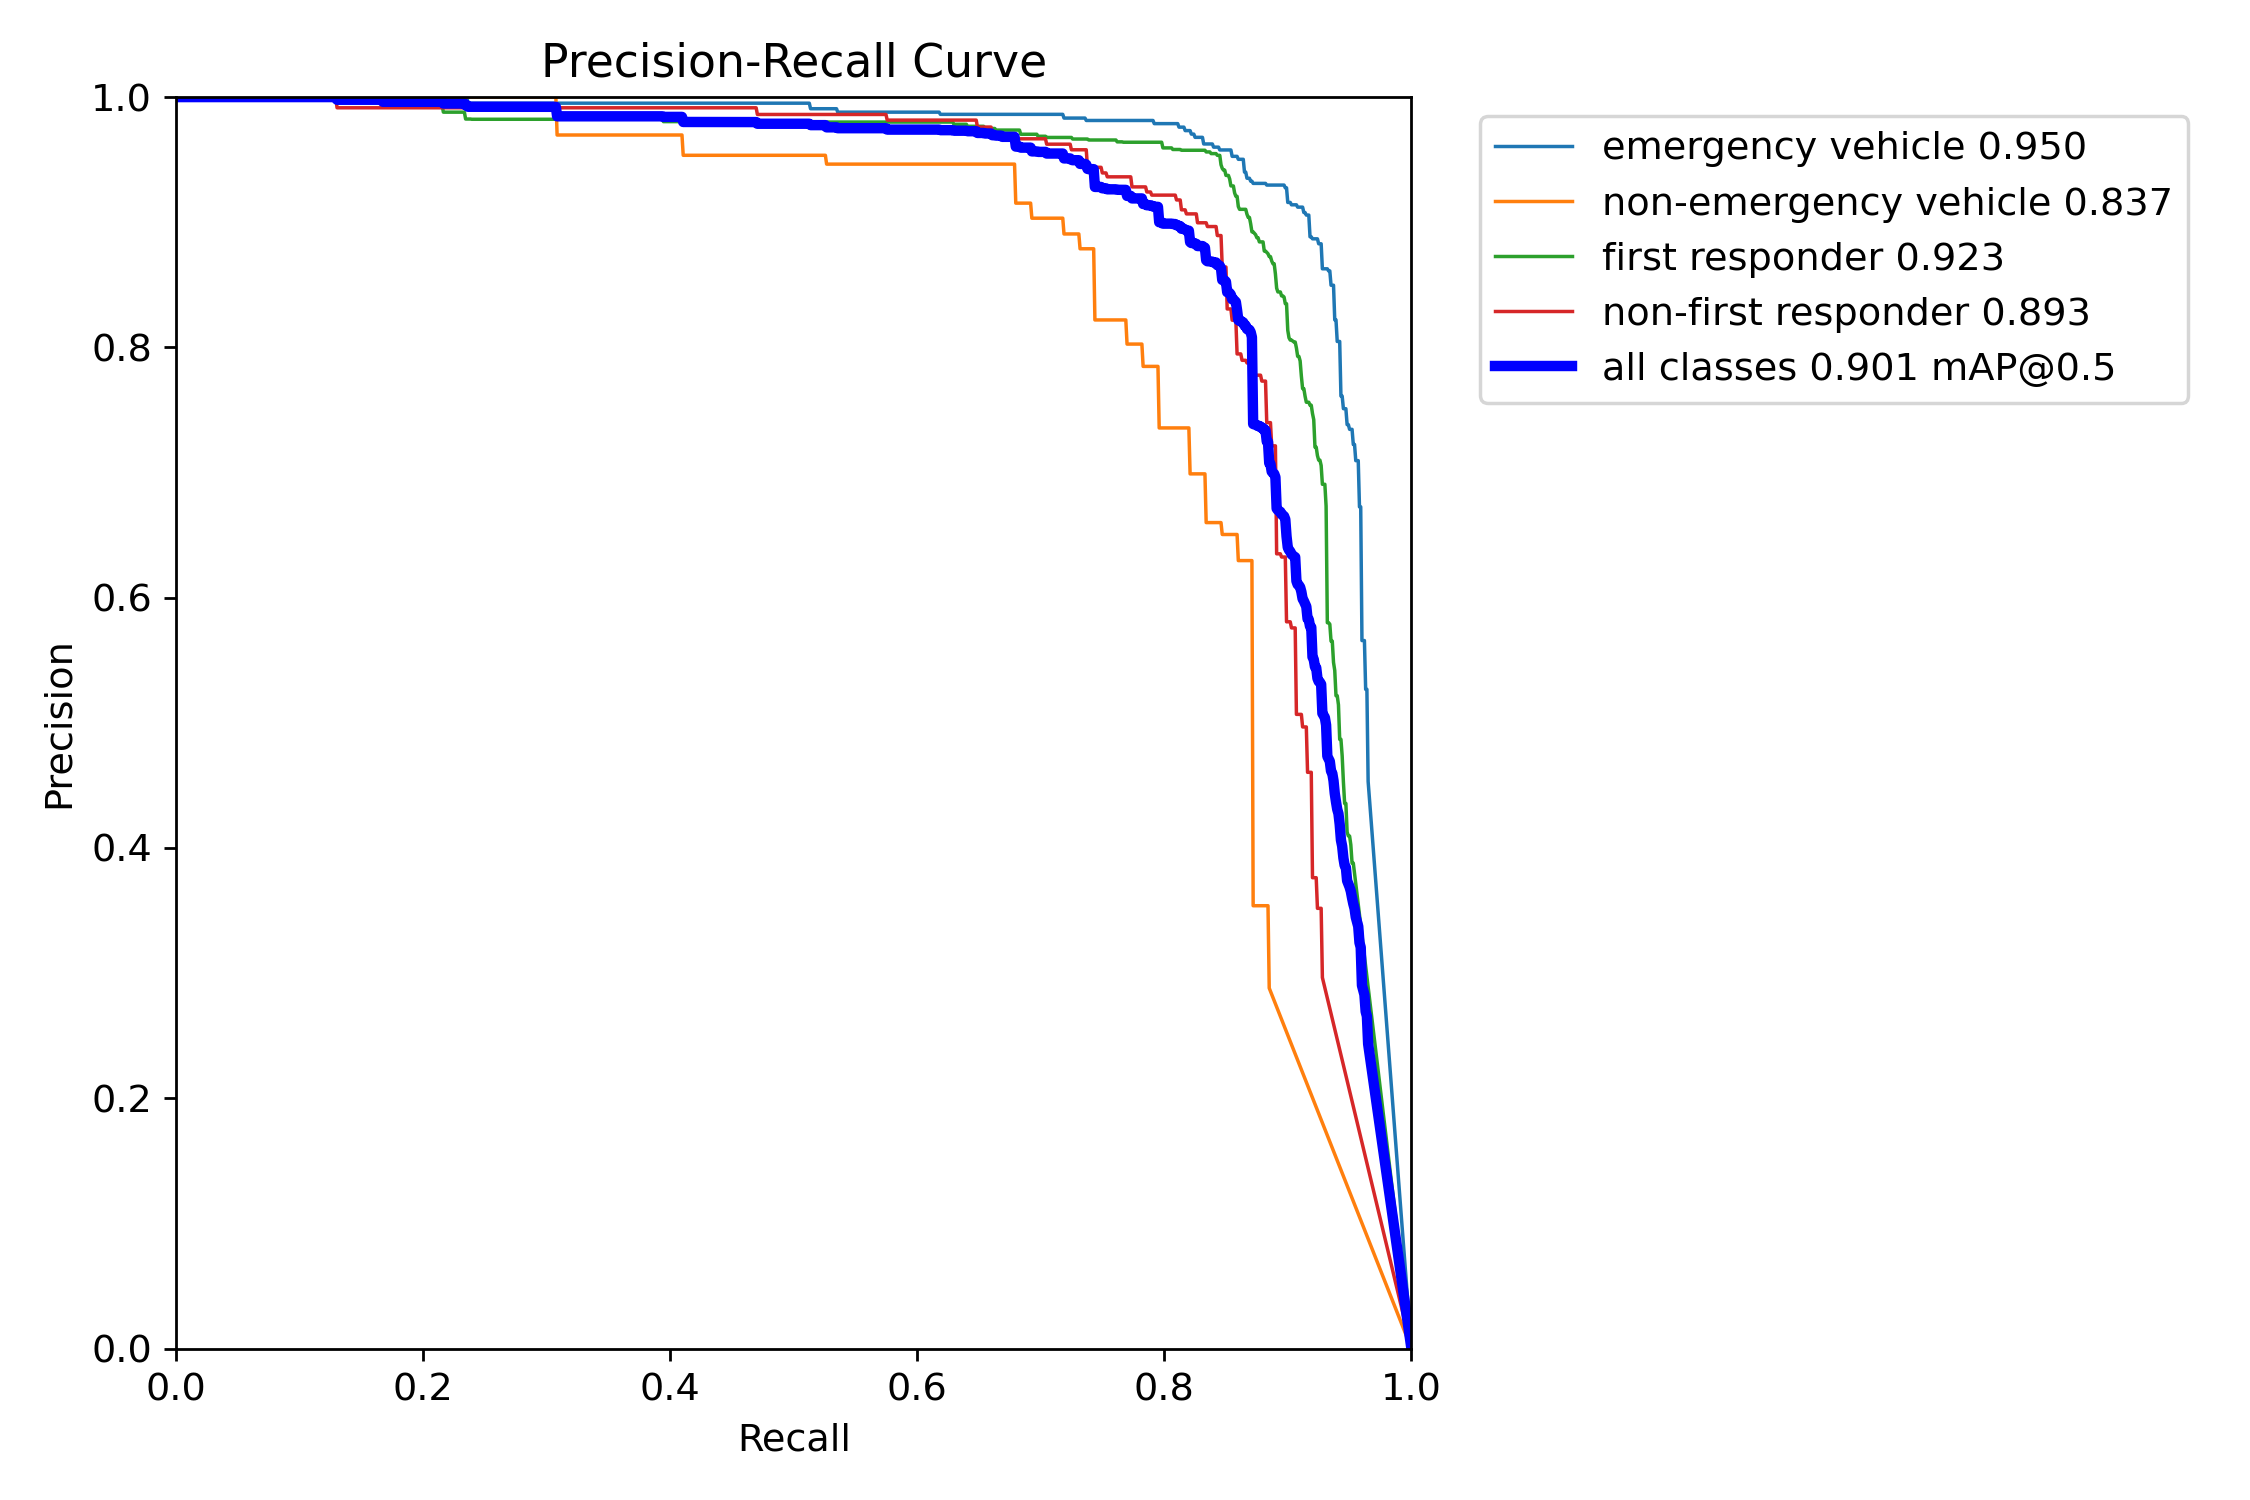 Precision-Recall Curve
1.0
0.8
0.6
0.4
0.2
0.0
Precision
0.0 0.2 0.4 0.6 0.8 1.0
Recall
emergency vehicle 0.950
non-emergency vehicle 0.837
first responder 0.923
non-first responder 0.893
all classes 0.901 mAP@0.5